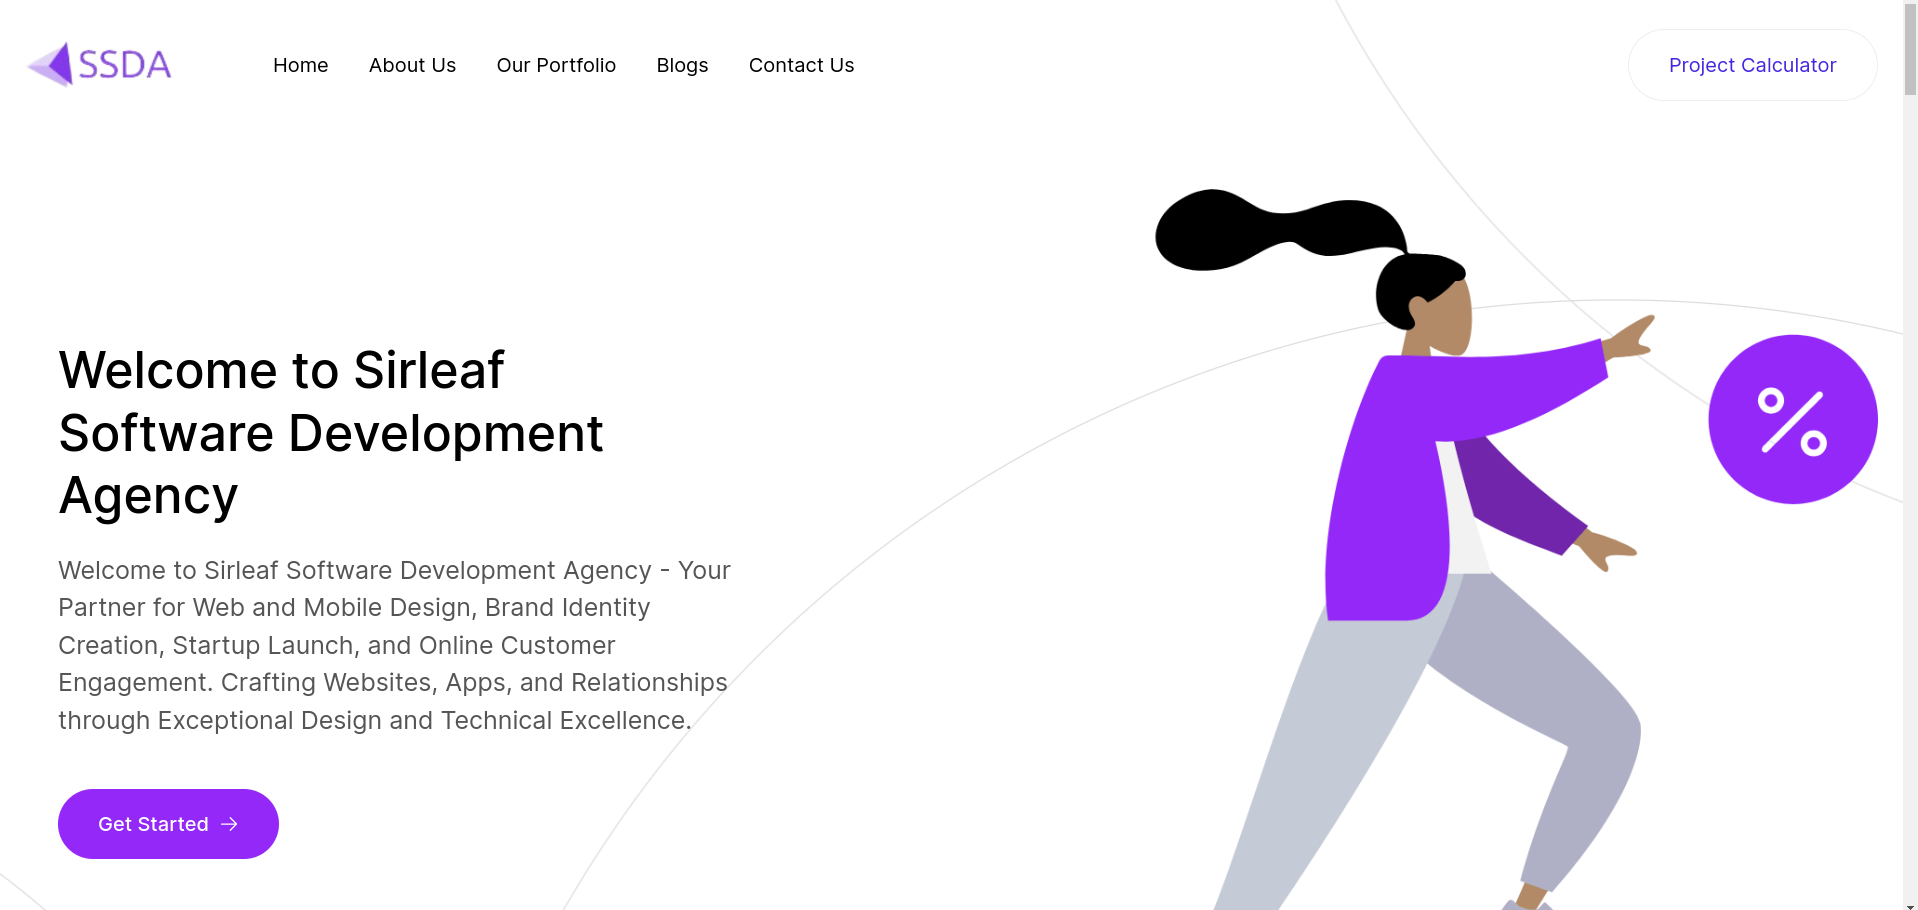 SSDA
Home About Us Our Portfolio Blogs Contact Us
Project Calculator
Welcome to Sirleaf
Software Development
Agency
Welcome to Sirleaf Software Development Agency - Your
Partner for Web and Mobile Design, Brand Identity
Creation, Startup Launch, and Online Customer
Engagement. Crafting Websites, Apps, and Relationships
through Exceptional Design and Technical Excellence.
Get Started →
%